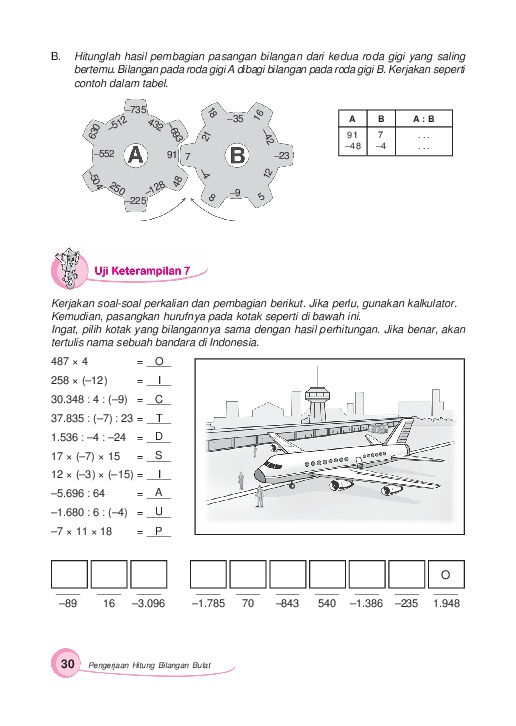 B. Hitunglah hasil pembagian pasangan bilangan dari kedua roda gigi yang saling
bertemu. Bilangan pada roda gigi A dibagi bilangan pada roda gigi B. Kerjakan seperti
contoh dalam tabel.
–735
–512
432
630
–693
–552
A
91
–504
48
250
–128
–225
18
–35
16
21
–42
7
B
–23
–4
12
8
–9
5
A B A : B
91 7 . . .
–48 –4 . . .
Uji Keterampilan 7
Kerjakan soal-soal perkalian dan pembagian berikut. Jika perlu, gunakan kalkulator.
Kemudian, pasangkan hurufnya pada kotak seperti di bawah ini.
Ingat, pilih kotak yang bilangannya sama dengan hasil perhitungan. Jika benar, akan
tertulis nama sebuah bandara di Indonesia.
487 × 4 = O
258 × (–12) = I
30.348 : 4 : (–9) = C
37.835 : (–7) : 23 = T
1.536 : –4 : –24 = D
17 × (–7) × 15 = S
12 × (–3) × (–15) = I
–5.696 : 64 = A
–1.680 : 6 : (–4) = U
–7 × 11 × 18 = P
O
–89 16 –3.096 –1.785 70 –843 540 –1.386 –235 1.948
30 Pengerjaan Hitung Bilangan Bulat